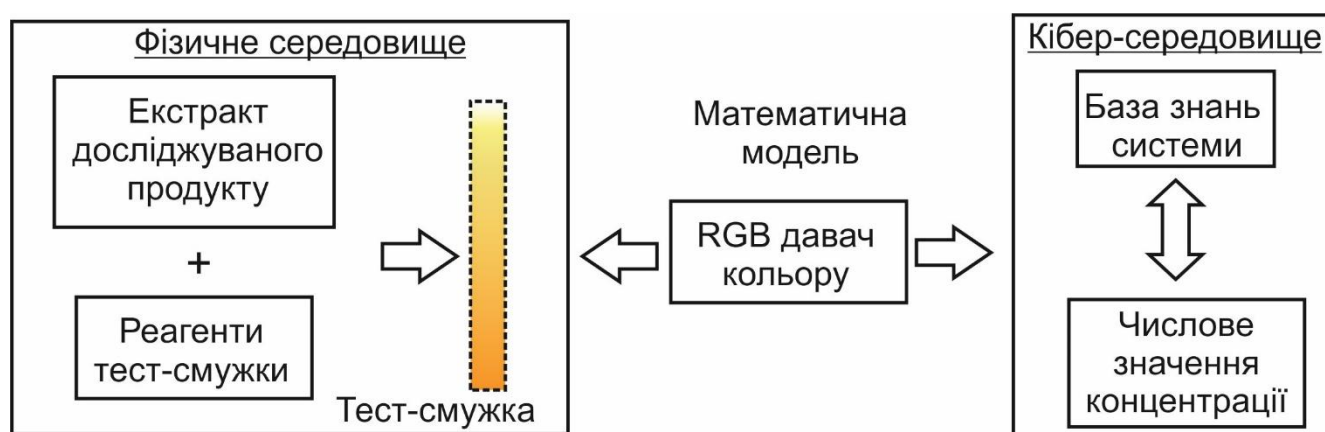 Фізичне середовище
Екстракт
досліджуваного
продукту
+
Реагенти
тест-смужки
Тест-смужка
Математична
модель
RGB давач
кольору
Кібер-середовище
База знань
системи
Числове
значення
концентрації